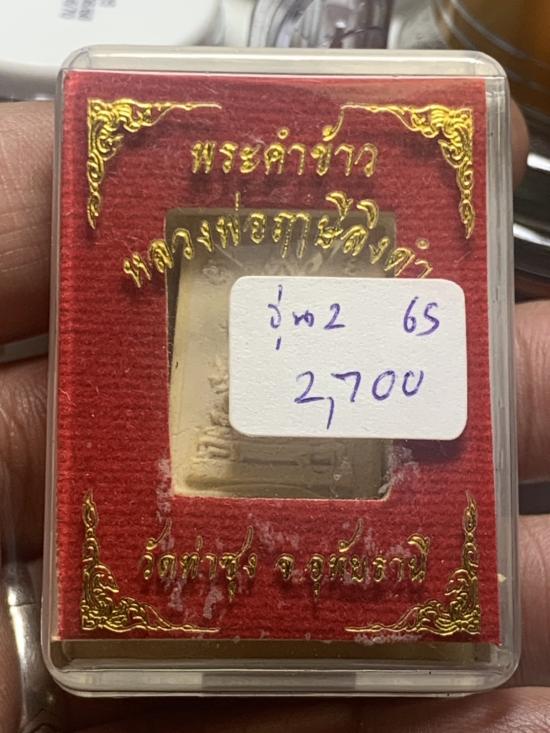 พระคำข้าว
หลวงพ่อฤาษีลิงดำ
รุ่น2 65
2,700
วัดท่าซุง จ.อุทัยธานี